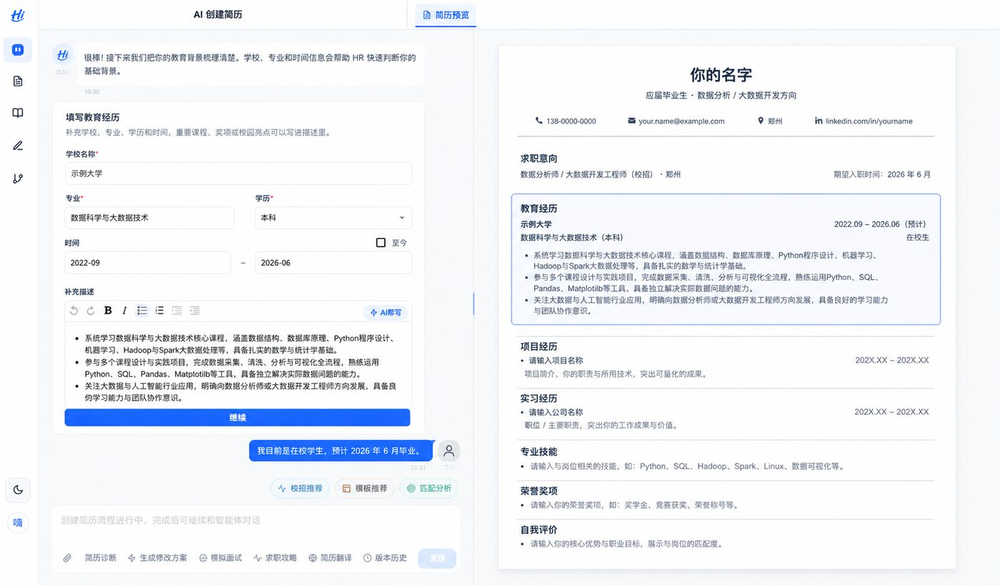 Hi
AI 创建简历
简历预览
Hi
很棒! 接下来我们把你的教育背景梳理清楚。学校、专业和时间信息会帮助 HR 快速判断你的
基础背景。
10:30
10:30
填写教育经历
补充学校、专业、学历和时间，重要课程、奖项或校园亮点可以写进描述里。
学校名称*
示例大学
专业*
学历*
数据科学与大数据技术
本科
时间
至今
2022-09
~
2026-06
补充描述
B I
AI帮写
• 系统学习数据科学与大数据技术核心课程，涵盖数据结构、数据库原理、Python程序设计、
机器学习、Hadoop与Spark大数据处理等，具备扎实的数学与统计学基础。
• 参与多个课程设计与实践项目，完成数据采集、清洗、分析与可视化全流程，熟练运用
Python、SQL、Pandas、Matptotilb等工具，具备独立解决实际数据问题的能力。
• 关注大数据与人工智能行业应用，明确向数据分析师或大数据开发工程师方向发展，具备良
的学习能力与团队协作意识。
继续
我目前是在校学生，预计 2026 年 6 月毕业。
10:31
校招推荐
模板推荐
匹配分析
创建简历流程进行中，完成后可继续和智能体对话
简历诊断
生成修改方案
模拟面试
求职攻略
简历翻译
版本历史
发送
嘀
你的名字
应届毕业生 · 数据分析 / 大数据开发方向
138-0000-0000
your.name@example.com
郑州
in linkedin.com/in/yourname
求职意向
数据分析师 / 大数据开发工程师（校招） · 郑州
期望入职时间：2026 年 6 月
教育经历
示例大学
2022.09 – 2026.06（预计）
数据科学与大数据技术（本科）
在校生
• 系统学习数据科学与大数据技术核心课程，涵盖数据结构、数据库原理、Python程序设计、机器学习、
Hadoop与Spark大数据处理等，具备扎实的数学与统计学基础。
• 参与多个课程设计与实践项目，完成数据采集、清洗、分析与可视化全流程，熟练运用Python、SQL、
Pandas、Matplotilb等工具，具备独立解决实际数据问题的能力。
• 关注大数据与人工智能行业应用，明确向数据分析师或大数据开发工程师方向发展，具备良好的学习能力
与团队协作意识。
项目经历
• 请输入项目名称
202X.XX – 202X.XX
项目简介、你的职责与所用技术，突出可量化的成果。
实习经历
• 请输入公司名称
202X.XX – 202X.XX
职位 / 主要职责，突出你的工作成果与价值。
专业技能
• 请输入与岗位相关的技能，如：Python、SQL、Hadoop、Spark、Linux、数据可视化等。
荣誉奖项
• 请输入你的荣誉奖项，如：奖学金、竞赛获奖、荣誉称号等。
自我评价
• 请输入你的核心优势与职业目标，展示与岗位的匹配度。